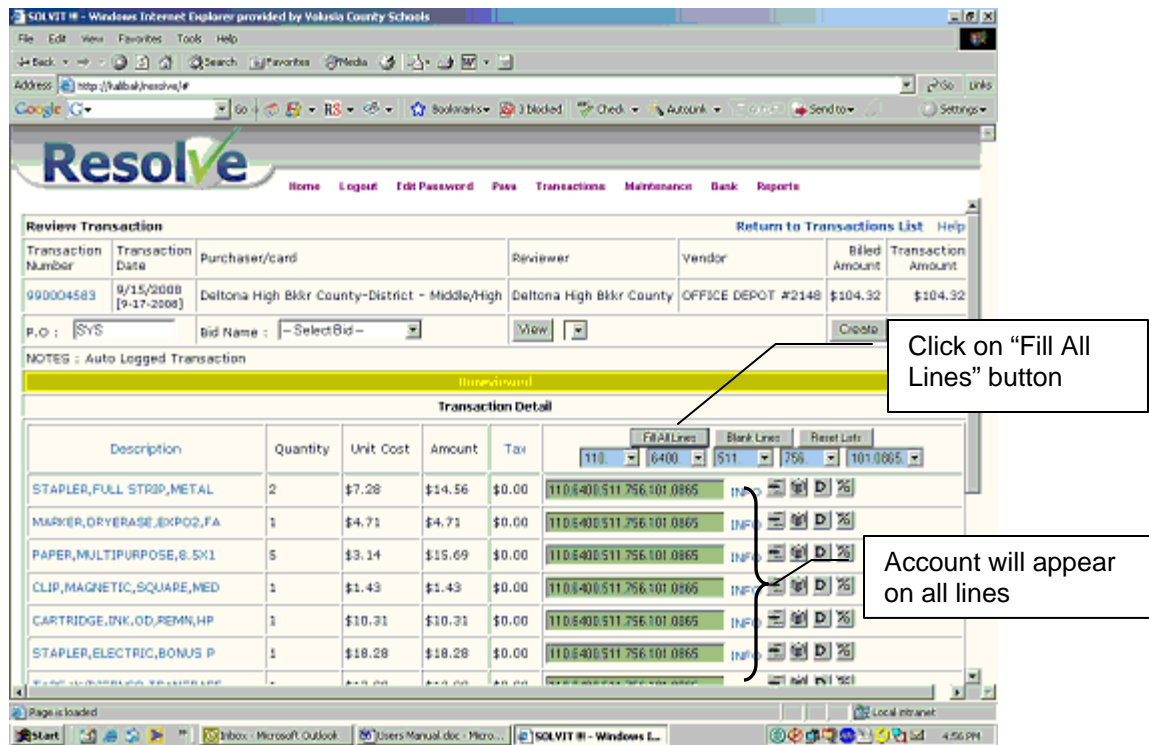 SOLVIT !!! - Windows Internet Explorer provided by Volusia County Schools
File Edit View Favorites Tools Help
Back Search Favorites Media
Address http://halibak/resolve/# Go Links
Google G Go RS Bookmarks 3 blocked Check AutoLink Send to Settings
Resolve
Home Logout Edit Password Pava Transactions Maintenance Bank Reports
Review Transaction Return to Transactions List Help
Transaction Number Transaction Date Purchaser/card Reviewer Vendor Billed Amount Transaction Amount
990004583 9/15/2008 [9-17-2008] Deltona High Bkkr County-District - Middle/High Deltona High Bkkr County OFFICE DEPOT #2148 $104.32 $104.32
P.O : SYS Bid Name : -- Select Bid -- View Create
NOTES : Auto Logged Transaction
Unreviewed
Click on “Fill All
Lines” button
Transaction Detail
Description Quantity Unit Cost Amount Tax Fill All Lines Blank Lines Reset Lists
110. 6400. 511. 756. 101.0865.
STAPLER,FULL STRIP,METAL 2 $7.28 $14.56 $0.00 110.6400.511.756.101.0865 INFO D %
MARKER,DRYERASE,EXPO2,FA 1 $4.71 $4.71 $0.00 110.6400.511.756.101.0865 INFO D %
PAPER,MULTIPURPOSE,8.5X1 5 $3.14 $15.69 $0.00 110.6400.511.756.101.0865 INFO D %
CLIP,MAGNETIC,SQUARE,MED 1 $1.43 $1.43 $0.00 110.6400.511.756.101.0865 INFO D %
CARTRIDGE,INK,OD,REMN,HP 1 $10.31 $10.31 $0.00 110.6400.511.756.101.0865 INFO D %
STAPLER,ELECTRIC,BONUS P 1 $18.28 $18.28 $0.00 110.6400.511.756.101.0865 INFO D %
Account will appear
on all lines
Page is loaded Local intranet
Start Inbox - Microsoft Outlook Users Manual.doc - Micro... SOLVIT !!! - Windows I... 4:56 PM